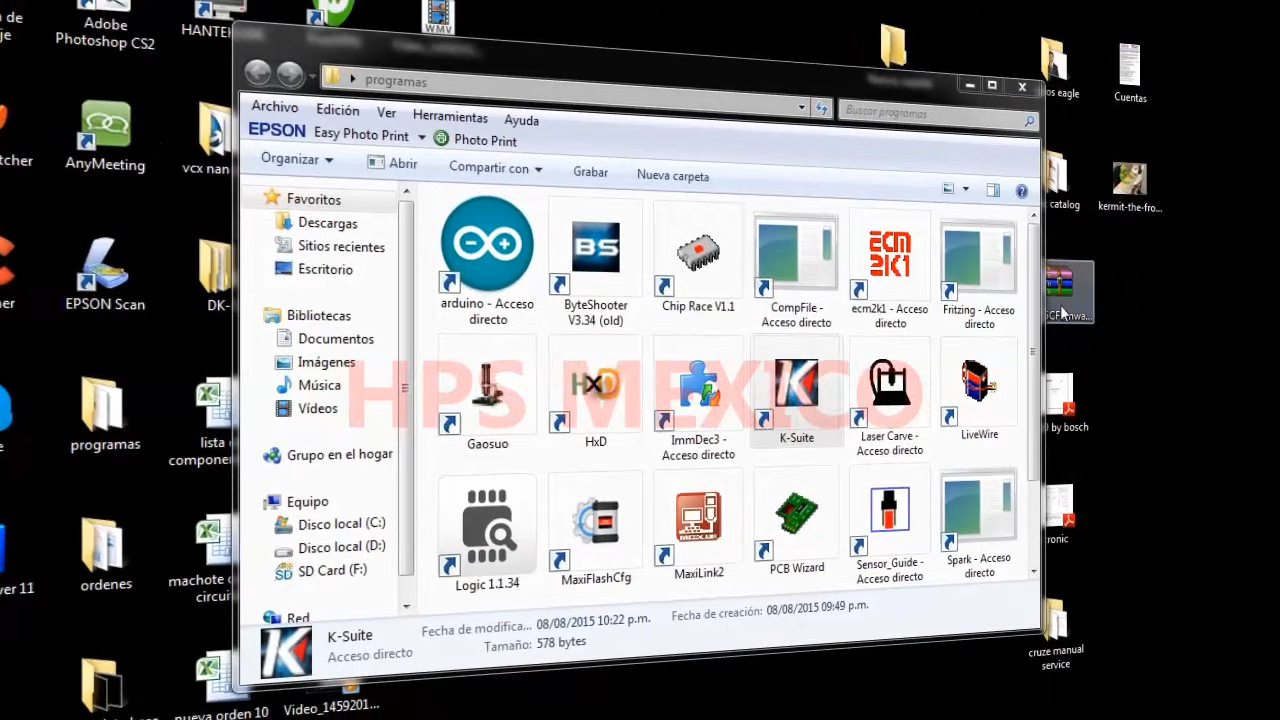 Adobe
Photoshop CS2
HANTEK
WMV
programas
Buscar programas
Archivo
Edición
Ver
Herramientas
Ayuda
EPSON
Easy Photo Print
Photo Print
Organizar
Abrir
Compartir con
Grabar
Nueva carpeta
Favoritos
Descargas
Sitios recientes
Escritorio
Bibliotecas
Documentos
Imágenes
Música
Vídeos
Grupo en el hogar
Equipo
Disco local (C:)
Disco local (D:)
SD Card (F:)
Red
arduino - Acceso
directo
BS
ByteShooter
V3.34 (old)
Chip Race V1.1
CompFile -
Acceso directo
ECM
2K1
ecm2k1 - Acceso
directo
Fritzing - Acceso
directo
Gaosuo
HxD
HxD
ImmDec3 -
Acceso directo
K
K-Suite
Laser Carve -
Acceso directo
LiveWire
HPS MEXICO
Logic 1.1.34
MaxiFlashCfg
MaxiLink2
PCB Wizard
Sensor_Guide -
Acceso directo
Spark - Acceso
directo
K
K-Suite
Acceso directo
Fecha de modifica... 08/08/2015 10:22 p.m.
Fecha de creación: 08/08/2015 09:49 p.m.
Tamaño: 578 bytes
AnyMeeting
vcx nan
EPSON Scan
DK-
programas
lista
component
ordenes
machote
circui
nueva orden 10
Video_1459201...
os eagle
Cuentas
catalog
kermit-the-fro...
by bosch
tronic
cruze manual
service